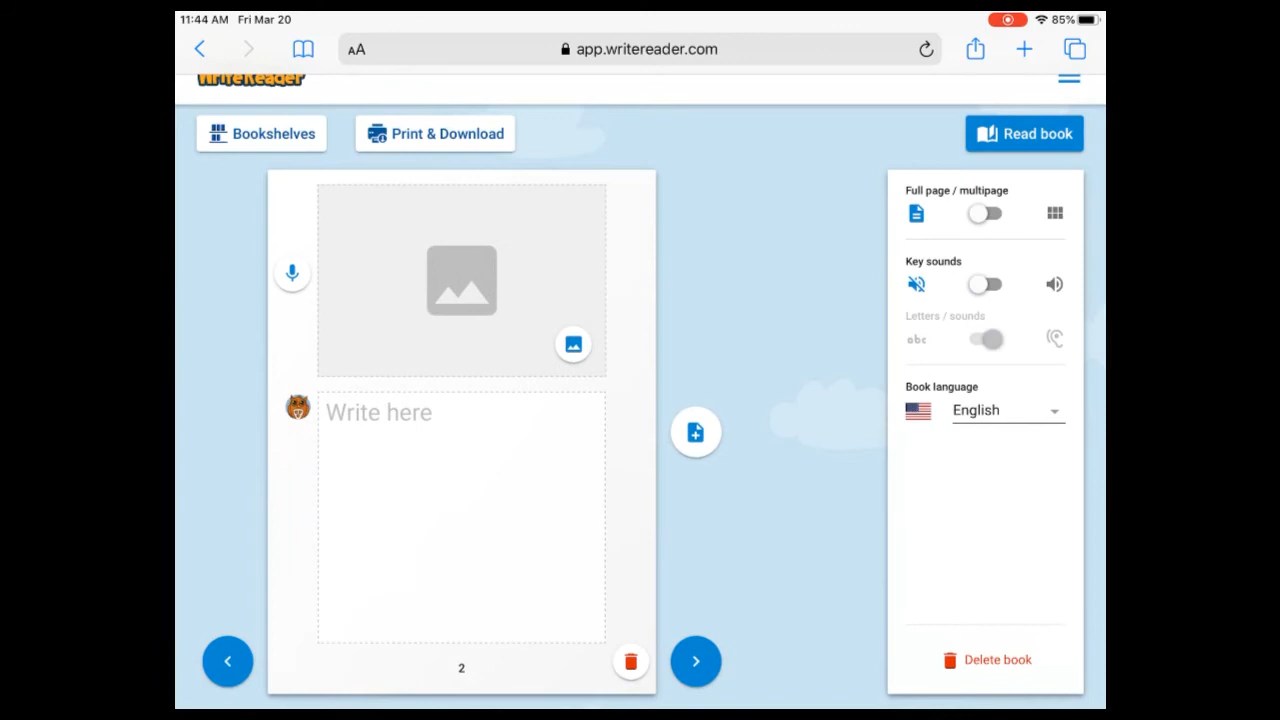 11:44 AM Fri Mar 20
85%
AA
app.writereader.com
WriteReader
Bookshelves
Print & Download
Read book
Full page / multipage
Key sounds
Letters / sounds
abc
Book language
English
Write here
2
Delete book